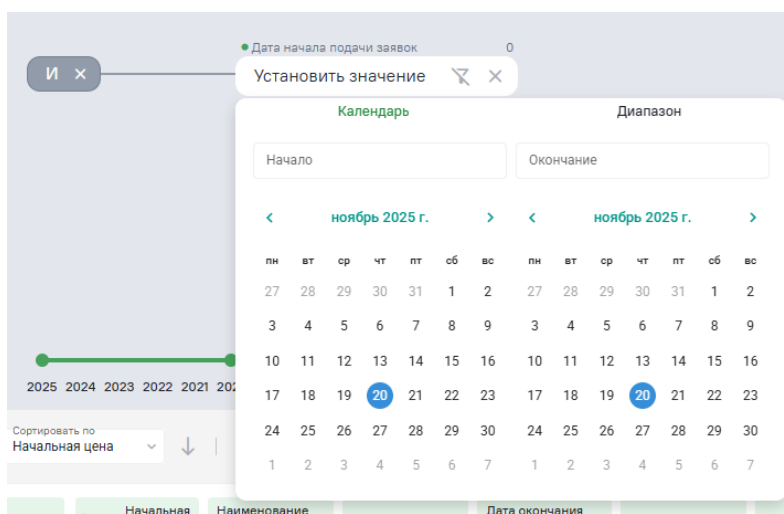 Дата начала подачи заявок 0
И ×
Установить значение
Календарь Диапазон
Начало Окончание
ноябрь 2025 г. ноябрь 2025 г.
пн вт ср чт пт сб вс пн вт ср чт пт сб вс
27 28 29 30 31 1 2 27 28 29 30 31 1 2
3 4 5 6 7 8 9 3 4 5 6 7 8 9
10 11 12 13 14 15 16 10 11 12 13 14 15 16
2025 2024 2023 2022 2021
17 18 19 20 21 22 23 17 18 19 20 21 22 23
Сортировать по
Начальная цена
24 25 26 27 28 29 30 24 25 26 27 28 29 30
1 2 3 4 5 6 7 1 2 3 4 5 6 7
Начальная Наименование Дата окончания